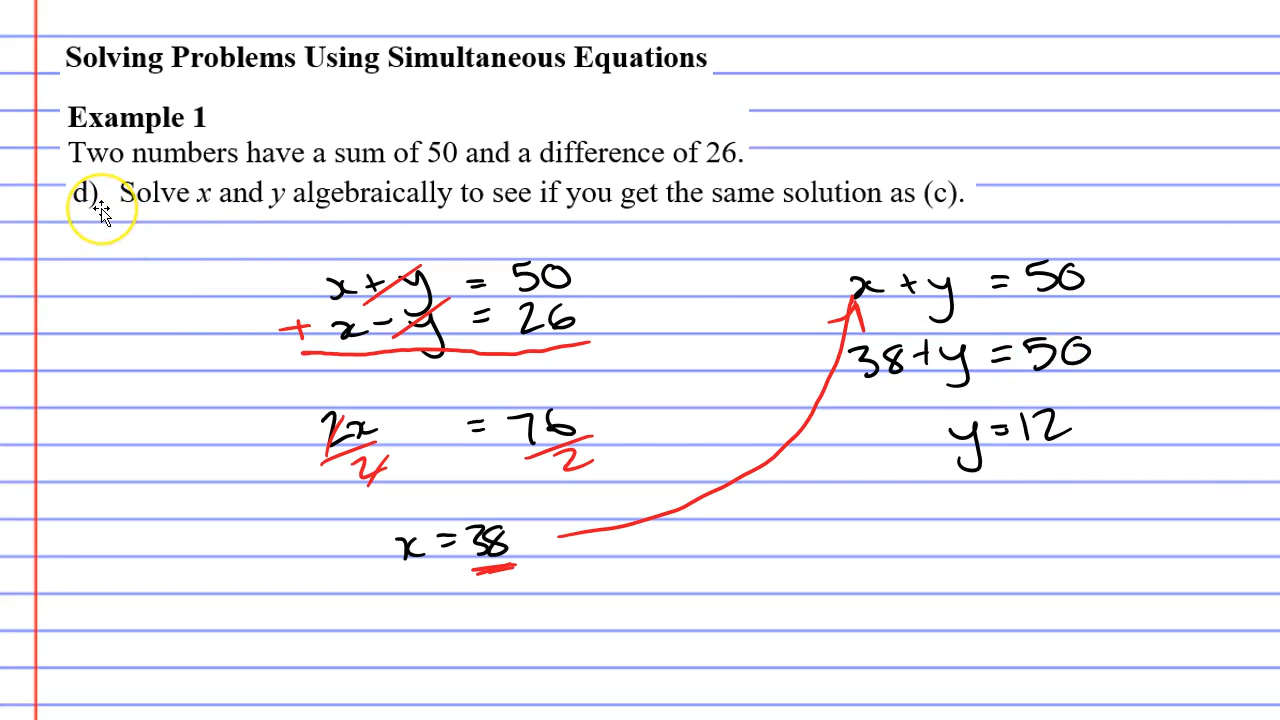 Solving Problems Using Simultaneous Equations
Example 1
Two numbers have a sum of 50 and a difference of 26.
d). Solve x and y algebraically to see if you get the same solution as (c).
x + y = 50
+ x - y = 26
2x/2 = 76/2
x = 38
x + y = 50
38 + y = 50
y = 12